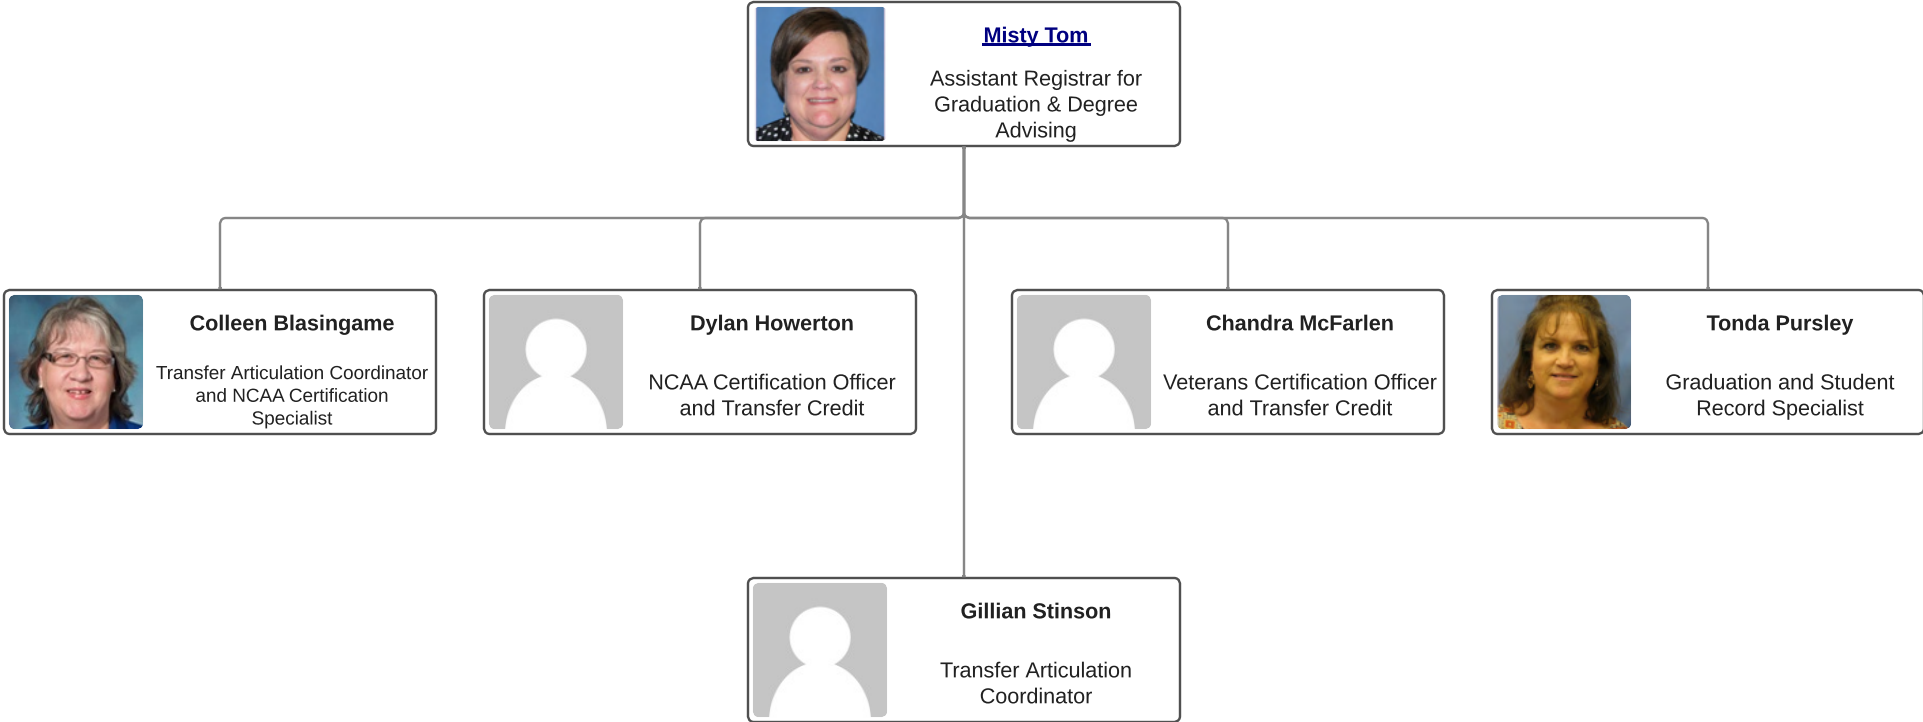 Misty Tom
Assistant Registrar for
Graduation & Degree
Advising
Colleen Blasingame
Transfer Articulation Coordinator
and NCAA Certification
Specialist
Dylan Howerton
NCAA Certification Officer
and Transfer Credit
Chandra McFarlen
Veterans Certification Officer
and Transfer Credit
Tonda Pursley
Graduation and Student
Record Specialist
Gillian Stinson
Transfer Articulation
Coordinator